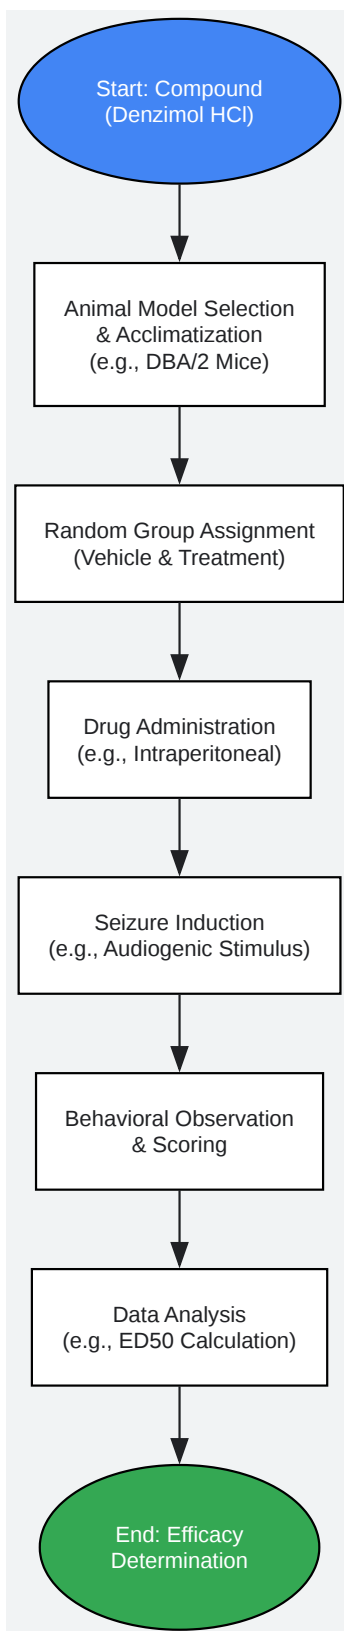 Start: Compound
(Denzimol HCl)
Animal Model Selection
& Acclimatization
(e.g., DBA/2 Mice)
Random Group Assignment
(Vehicle & Treatment)
Drug Administration
(e.g., Intraperitoneal)
Seizure Induction
(e.g., Audiogenic Stimulus)
Behavioral Observation
& Scoring
Data Analysis
(e.g., ED50 Calculation)
End: Efficacy
Determination